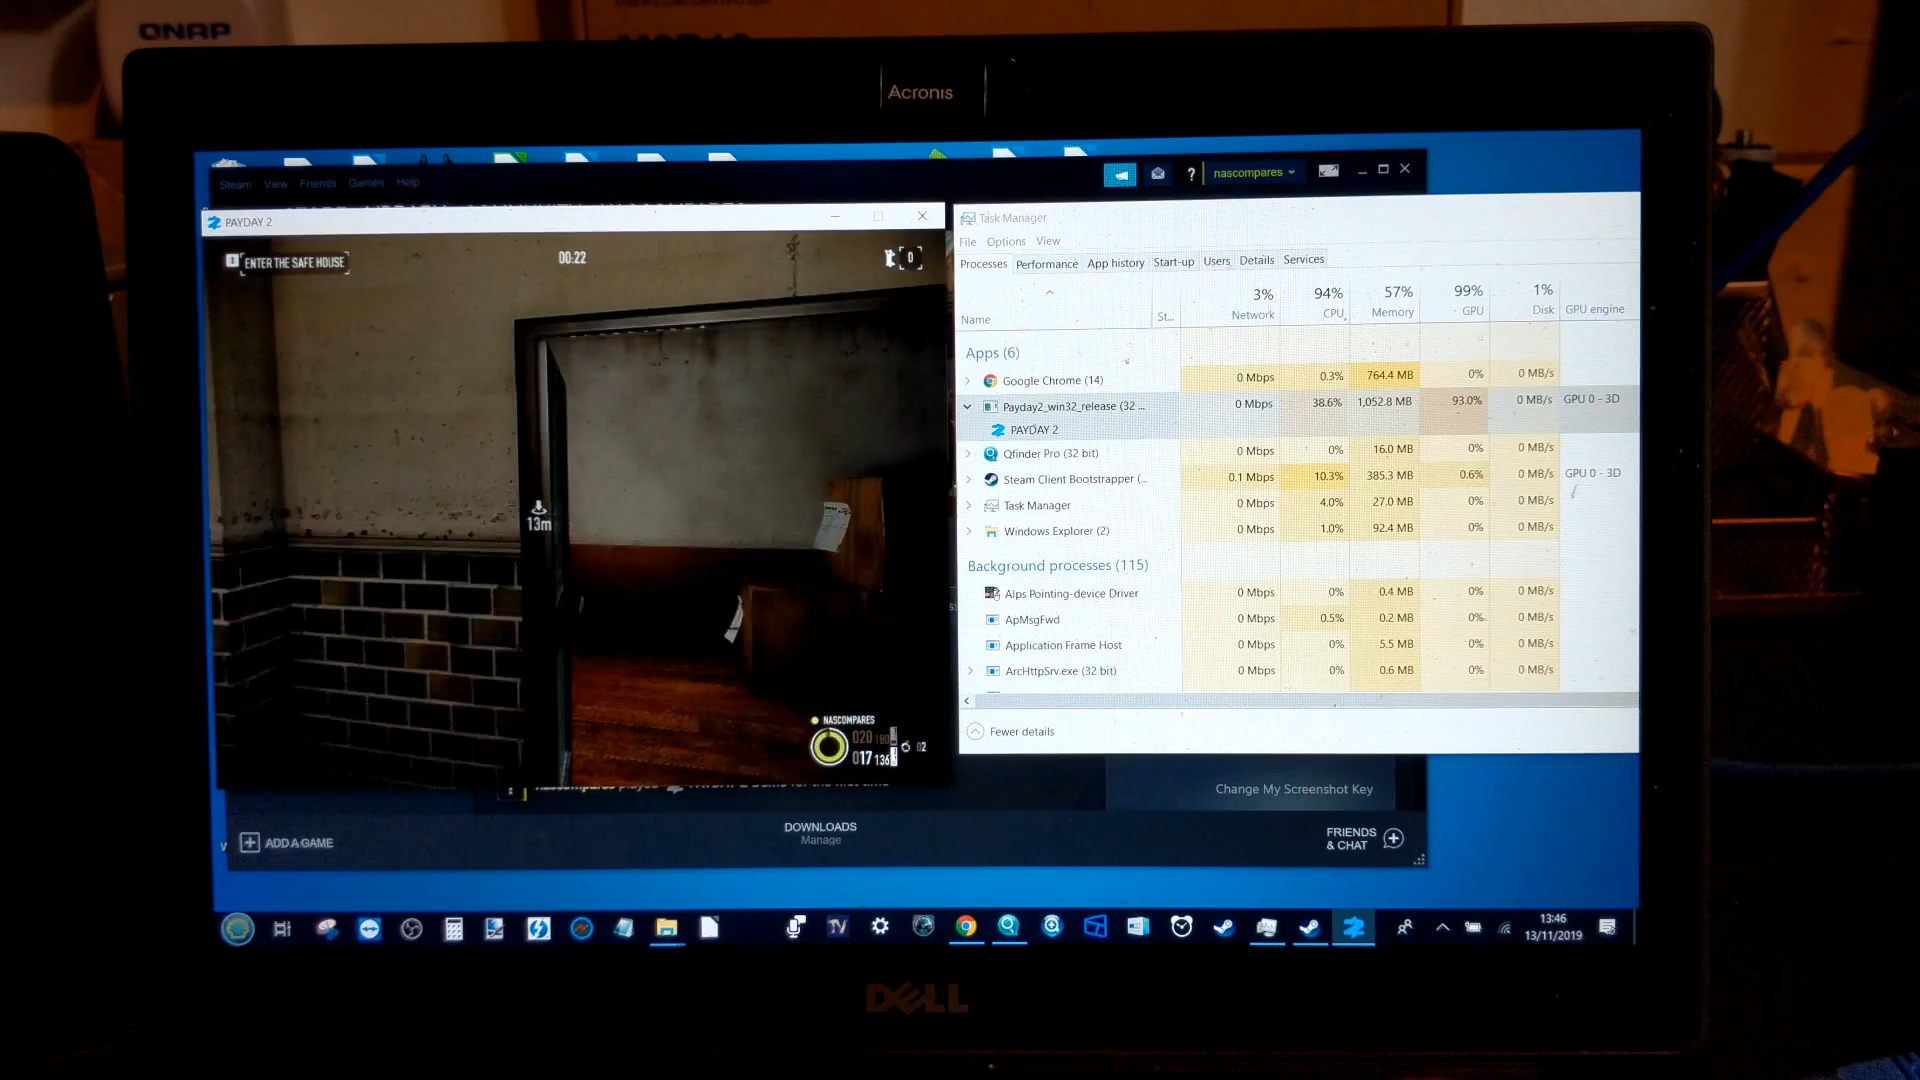 QNAP
Acronis
Steam View Friends Games Help
? nascompares
PAYDAY 2
ENTER THE SAFE HOUSE
00:22
0
13m
NASCOMPARES
020 180
017 136
02
Task Manager
File Options View
Processes Performance App history Start-up Users Details Services
3% 94% 57% 99% 1%
Name St... Network CPU Memory GPU Disk GPU engine
Apps (6)
Google Chrome (14) 0 Mbps 0.3% 764.4 MB 0% 0 MB/s
Payday2_win32_release (32 ... 0 Mbps 38.6% 1,052.8 MB 93.0% 0 MB/s GPU 0 - 3D
PAYDAY 2
Qfinder Pro (32 bit) 0 Mbps 0% 16.0 MB 0% 0 MB/s
Steam Client Bootstrapper (... 0.1 Mbps 10.3% 385.3 MB 0.6% 0 MB/s GPU 0 - 3D
Task Manager 0 Mbps 4.0% 27.0 MB 0% 0 MB/s
Windows Explorer (2) 0 Mbps 1.0% 92.4 MB 0% 0 MB/s
Background processes (115)
Alps Pointing-device Driver 0 Mbps 0% 0.4 MB 0% 0 MB/s
ApMsgFwd 0 Mbps 0.5% 0.2 MB 0% 0 MB/s
Application Frame Host 0 Mbps 0% 5.5 MB 0% 0 MB/s
ArcHttpSrv.exe (32 bit) 0 Mbps 0% 0.6 MB 0% 0 MB/s
Fewer details
Change My Screenshot Key
ADD A GAME
DOWNLOADS
Manage
FRIENDS
& CHAT
13:46
13/11/2019
DELL